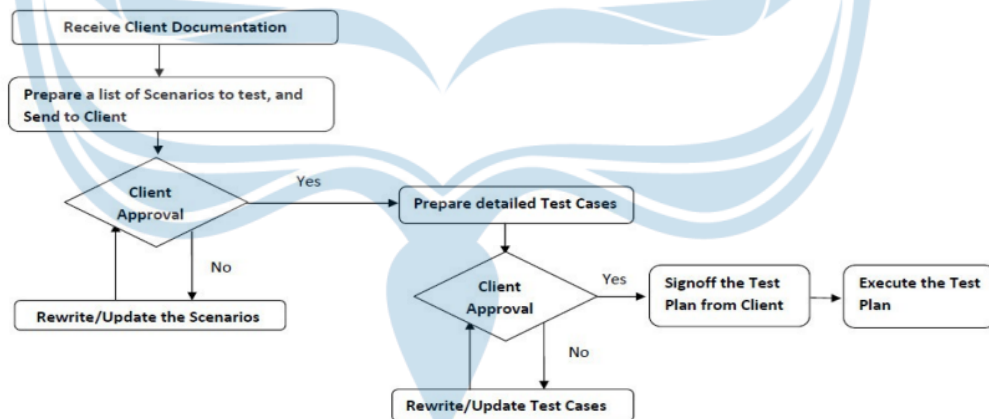 Receive Client Documentation
Prepare a list of Scenarios to test, and
Send to Client
Client
Approval
Yes
No
Rewrite/Update the Scenarios
Prepare detailed Test Cases
Client
Approval
Yes
No
Rewrite/Update Test Cases
Signoff the Test
Plan from Client
Execute the Test
Plan